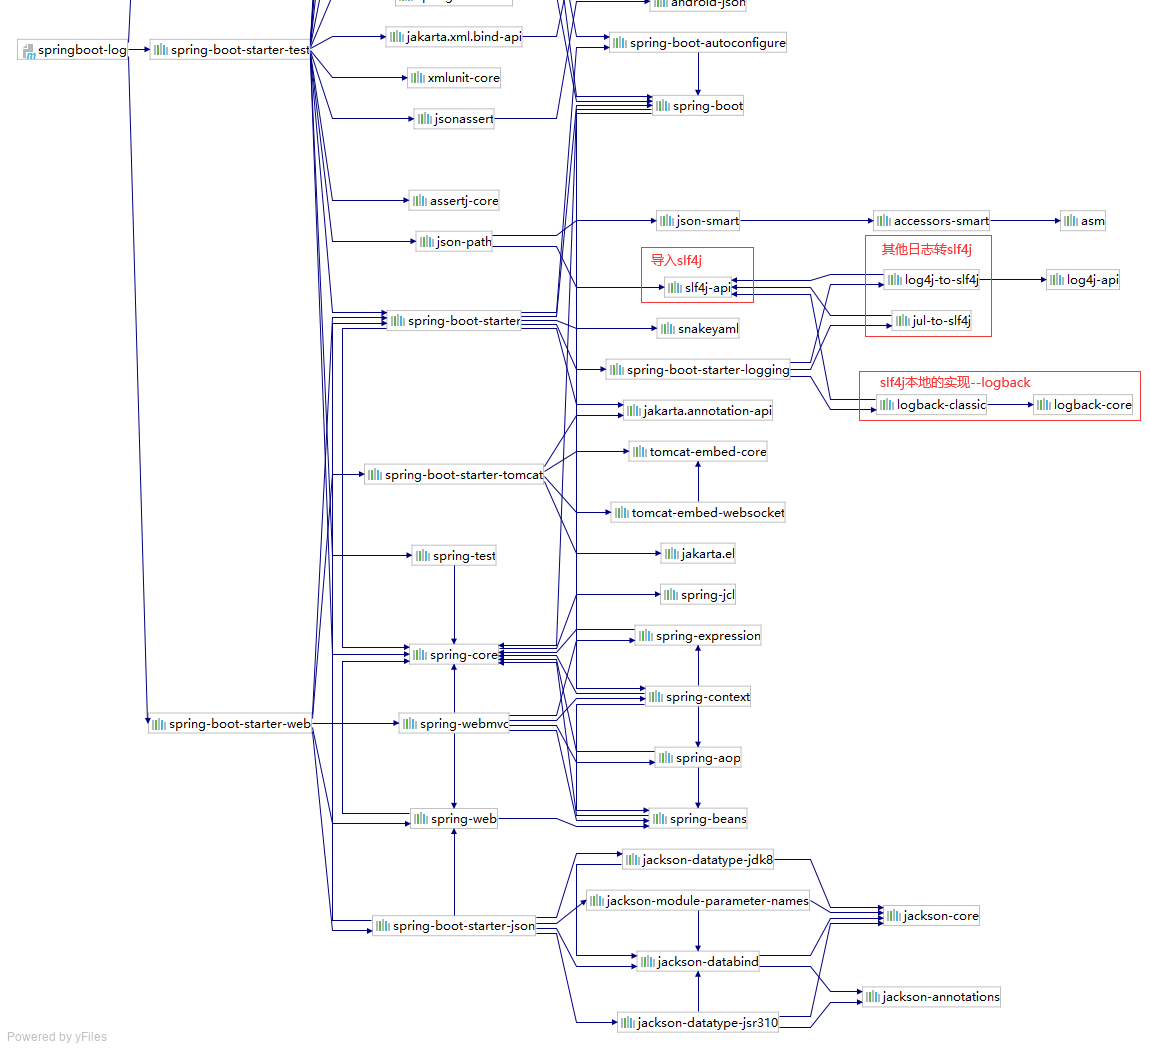 android-json
jakarta.xml.bind-api
spring-boot-autoconfigure
springboot-log
spring-boot-starter-test
xmlunit-core
spring-boot
jsonassert
assertj-core
json-smart
accessors-smart
asm
json-path
其他日志转slf4j
导入slf4j
log4j-to-slf4j
log4j-api
slf4j-api
spring-boot-starter
jul-to-slf4j
snakeyaml
spring-boot-starter-logging
slf4j本地的实现--logback
logback-classic
logback-core
jakarta.annotation-api
tomcat-embed-core
spring-boot-starter-tomcat
tomcat-embed-websocket
spring-test
jakarta.el
spring-jcl
spring-expression
spring-core
spring-context
spring-boot-starter-web
spring-webmvc
spring-aop
spring-web
spring-beans
jackson-datatype-jdk8
jackson-module-parameter-names
jackson-core
spring-boot-starter-json
jackson-databind
jackson-annotations
jackson-datatype-jsr310
Powered by yFiles